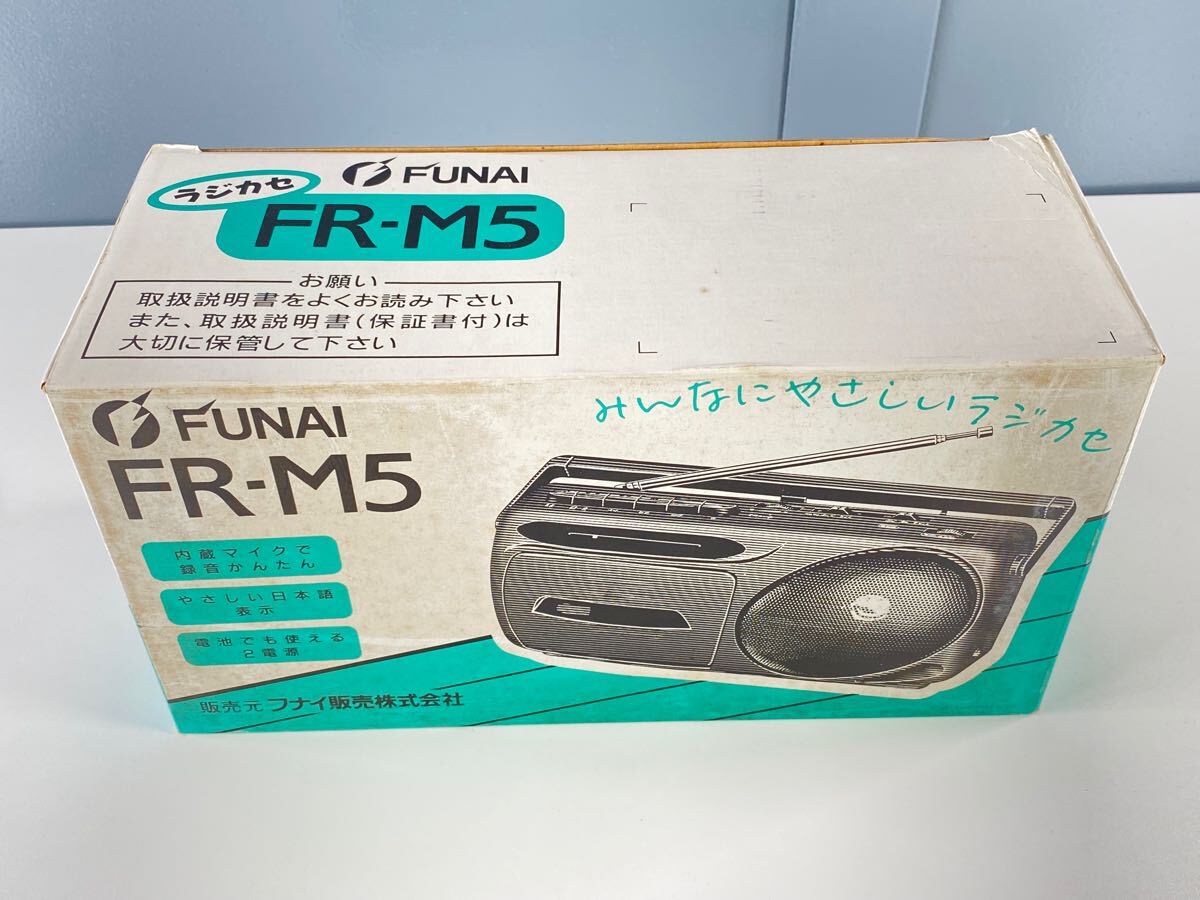 ラジカセ
FUNAI
FR-M5
お願い
取扱説明書をよくお読み下さい
また、取扱説明書(保証書付)は
大切に保管して下さい
FUNAI
FR-M5
みんなにやさしいラジカセ
内蔵マイクで
録音かんたん
やさしい日本語
表示
電池でも使える
2電源
販売元 フナイ販売株式会社